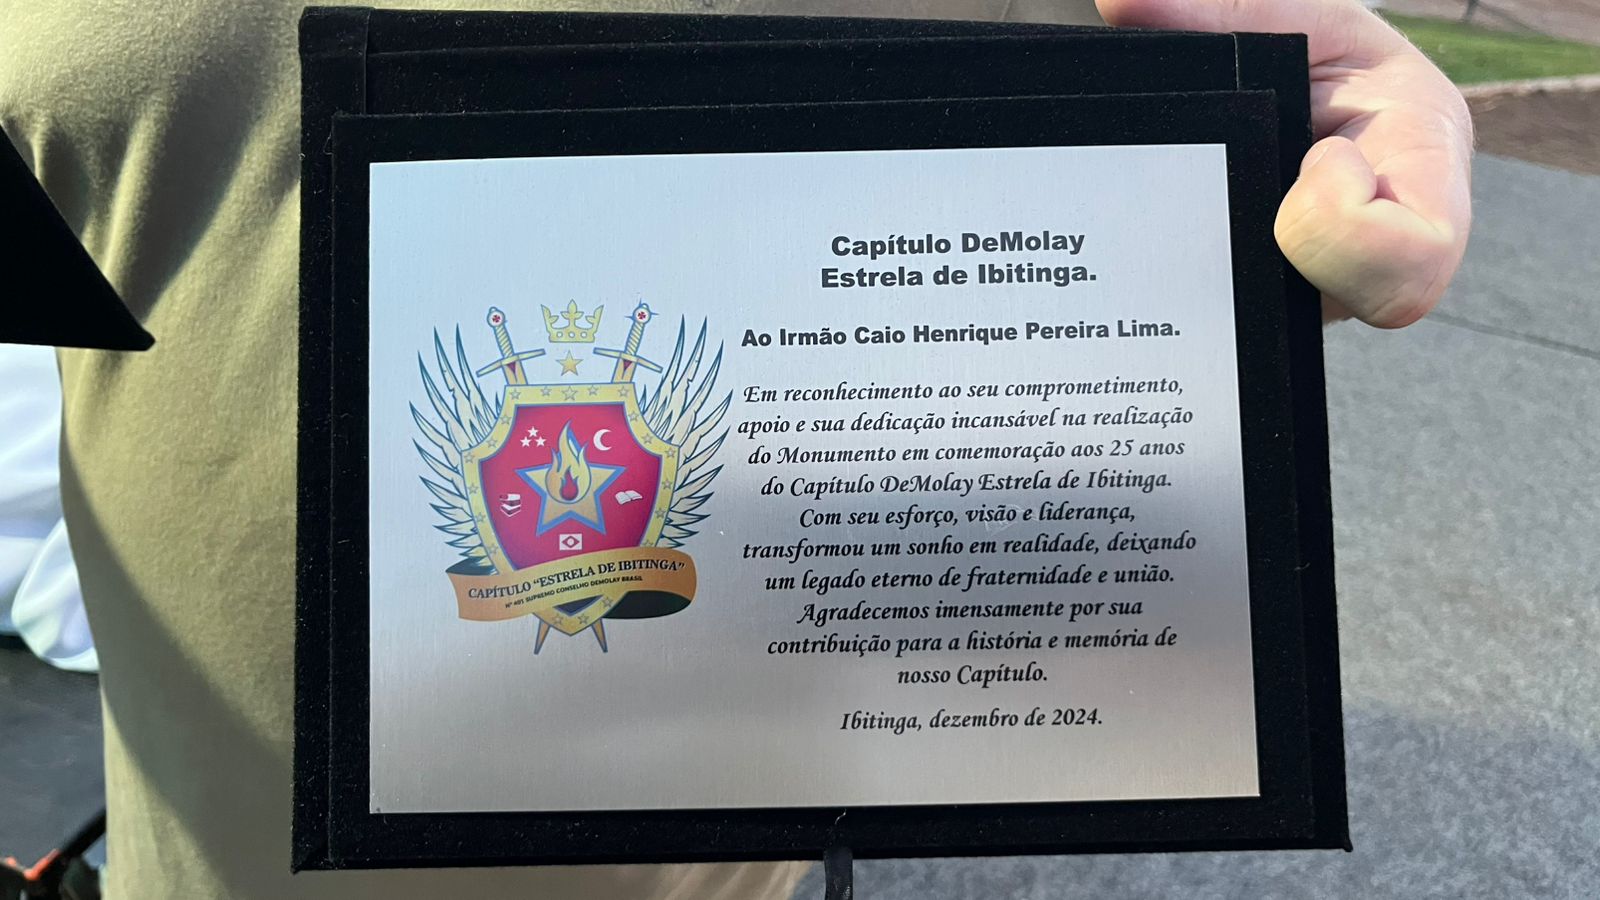 Capítulo DeMolay
Estrela de Ibitinga.
Ao Irmão Caio Henrique Pereira Lima.
Em reconhecimento ao seu comprometimento,
apoio e sua dedicação incansável na realização
do Monumento em comemoração aos 25 anos
do Capítulo DeMolay Estrela de Ibitinga.
Com seu esforço, visão e liderança,
transformou um sonho em realidade, deixando
um legado eterno de fraternidade e união.
Agradecemos imensamente por sua
contribuição para a história e memória de
nosso Capítulo.
Ibitinga, dezembro de 2024.
CAPÍTULO "ESTRELA DE IBITINGA"
Nº 401 SUPREMO CONSELHO DEMOLAY BRASIL